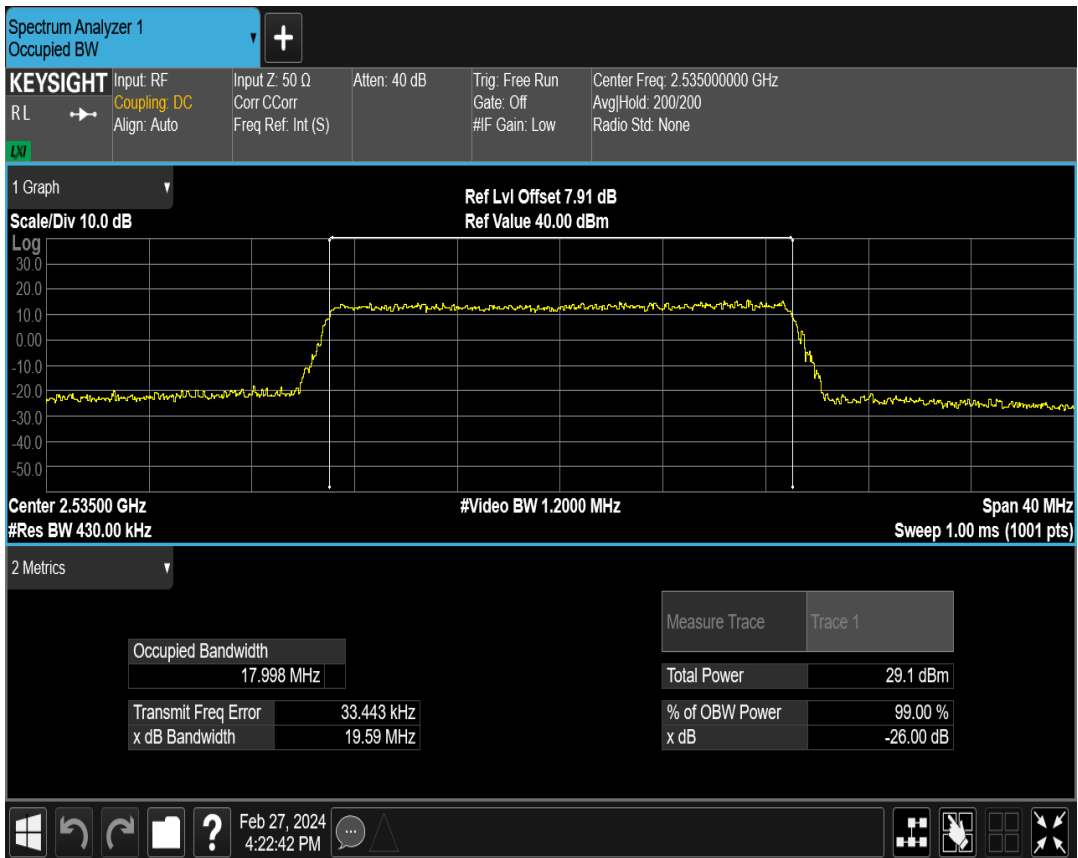 Spectrum Analyzer 1
Occupied BW
KEYSIGHT
RL
LXI
Input: RF
Coupling: DC
Align: Auto
Input Z: 50 Ω
Corr CCorr
Freq Ref: Int (S)
Atten: 40 dB
Trig: Free Run
Gate: Off
#IF Gain: Low
Center Freq: 2.535000000 GHz
Avg|Hold: 200/200
Radio Std: None
1 Graph
Scale/Div 10.0 dB
Ref Lvl Offset 7.91 dB
Ref Value 40.00 dBm
Log
30.0
20.0
10.0
0.00
-10.0
-20.0
-30.0
-40.0
-50.0
Center 2.53500 GHz
#Video BW 1.2000 MHz
Span 40 MHz
#Res BW 430.00 kHz
Sweep 1.00 ms (1001 pts)
2 Metrics
Measure Trace Trace 1
Occupied Bandwidth
17.998 MHz
Total Power 29.1 dBm
Transmit Freq Error 33.443 kHz
% of OBW Power 99.00 %
x dB Bandwidth 19.59 MHz
x dB -26.00 dB
?
Feb 27, 2024
4:22:42 PM